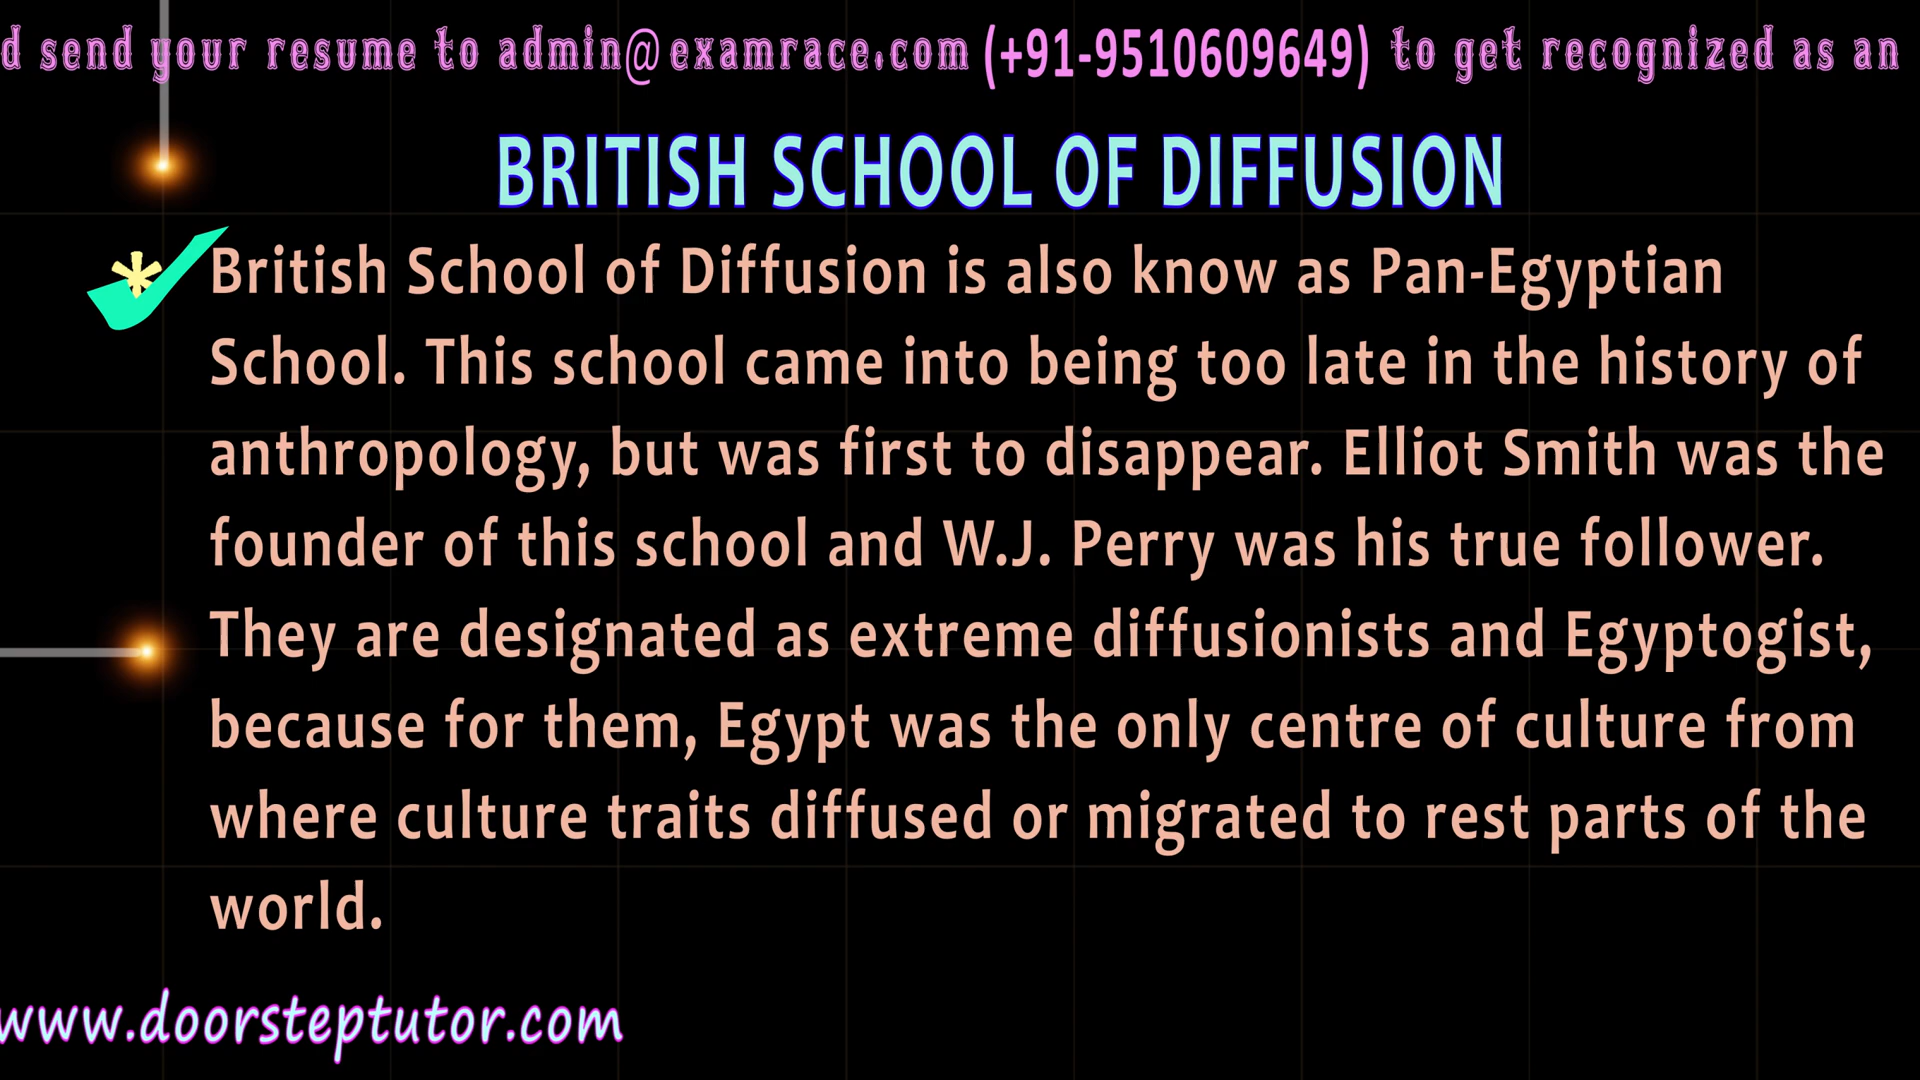 d send your resume to admin@examrace.com (+91-9510609649) to get recognized as an
BRITISH SCHOOL OF DIFFUSION
* British School of Diffusion is also know as Pan-Egyptian
School. This school came into being too late in the history of
anthropology, but was first to disappear. Elliot Smith was the
founder of this school and W.J. Perry was his true follower.
They are designated as extreme diffusionists and Egyptogist,
because for them, Egypt was the only centre of culture from
where culture traits diffused or migrated to rest parts of the
world.
www.doorsteptutor.com